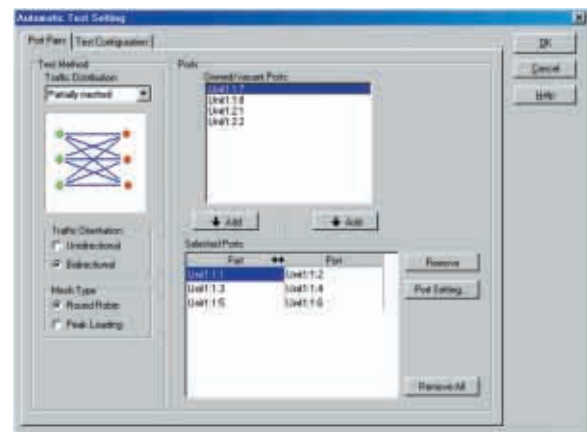 Automatic Test Setting
Port Pairs
Test Configuration
OK
Cancel
Help
Test Method
Traffic Distribution
Partially meshed
Traffic Orientation
Unidirectional
Bidirectional
Mesh Type
Round Robin
Peak Loading
Ports
Owned/Vacant Ports:
Unit1:1:7
Unit1:1:8
Unit1:2:1
Unit1:2:2
Add
Add
Selected Ports:
Port
Port
Unit1:1:1 Unit1:1:2
Unit1:1:3 Unit1:1:4
Unit1:1:5 Unit1:1:6
Remove
Port Setting...
Remove All